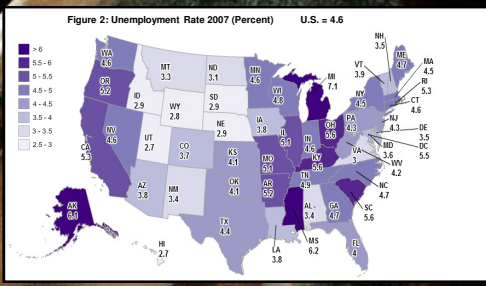 Figure 2: Unemployment Rate 2007 (Percent) U.S. = 4.6
> 6
5.5 - 6
5 - 5.5
4.5 - 5
4 - 4.5
3.5 - 4
3 - 3.5
2.5 - 3
WA
4.6
OR
5.2
CA
5.3
NV
4.6
ID
2.9
MT
3.3
WY
2.8
UT
2.7
CO
3.7
AZ
3.8
NM
3.4
ND
3.1
SD
2.9
NE
2.9
KS
4.1
OK
4.1
TX
4.4
MN
4.6
IA
3.8
MO
5.1
AR
5.2
LA
3.8
WI
4.8
IL
5.1
MI
7.1
IN
4.6
OH
5.6
KY
5.6
TN
4.9
MS
6.2
AL
3.4
GA
4.7
FL
4
SC
5.6
NC
4.7
WV
4.2
VA
3
DC
5.5
MD
3.6
DE
3.5
NJ
4.3
PA
4.3
NY
4.5
CT
4.6
RI
5.3
MA
4.5
ME
4.7
NH
3.5
VT
3.9
AK
6.1
HI
2.7